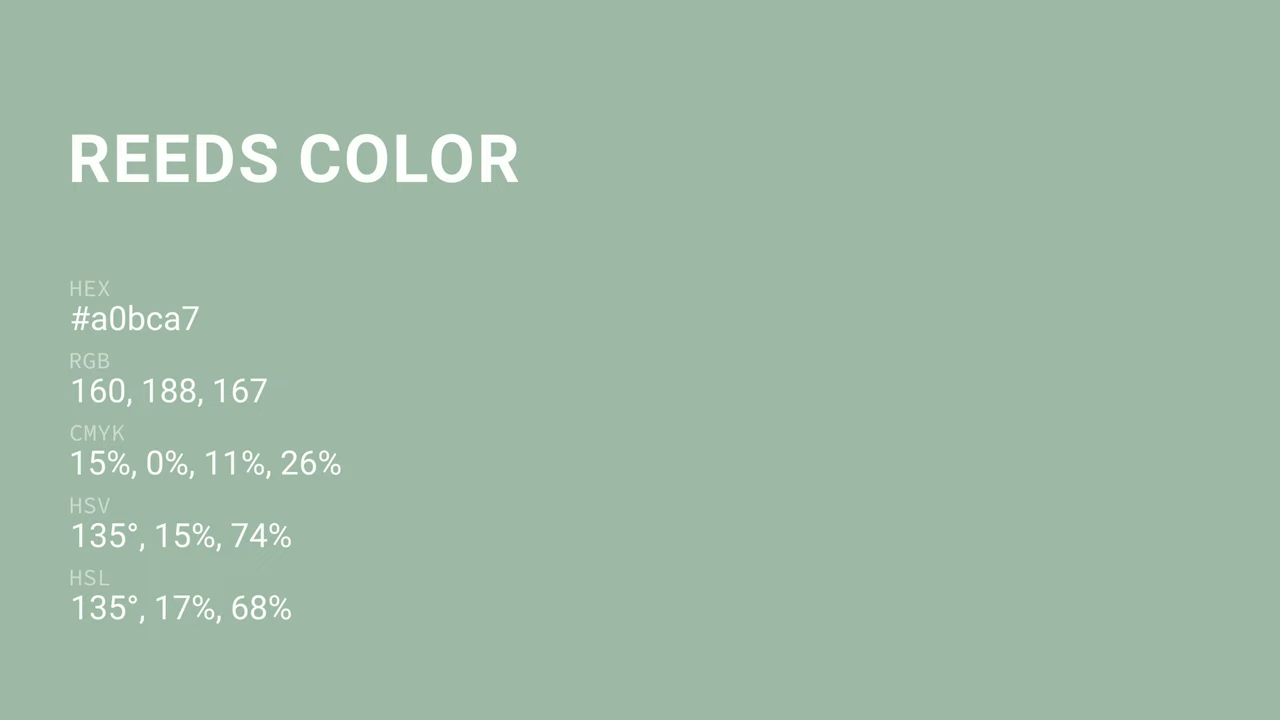 REEDS COLOR
HEX
#a0bca7
RGB
160, 188, 167
CMYK
15%, 0%, 11%, 26%
HSV
135°, 15%, 74%
HSL
135°, 17%, 68%